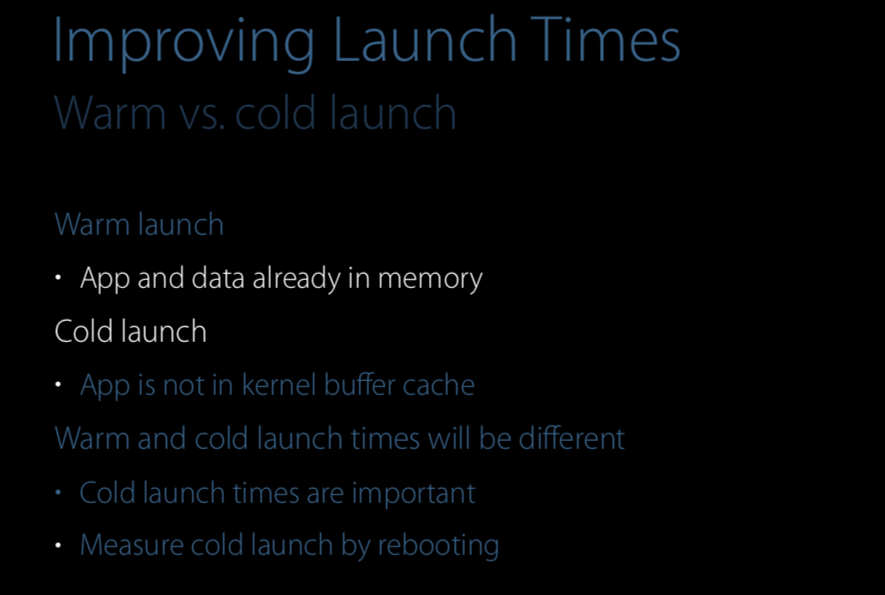 Improving Launch Times
Warm vs. cold launch
Warm launch
• App and data already in memory
Cold launch
• App is not in kernel buffer cache
Warm and cold launch times will be different
• Cold launch times are important
• Measure cold launch by rebooting